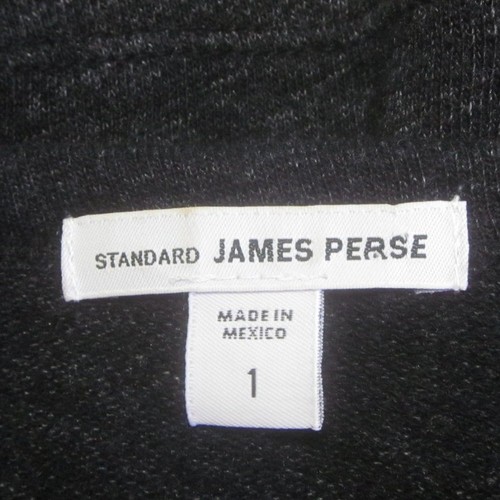 STANDARD JAMES PERSE
MADE IN
MEXICO
1